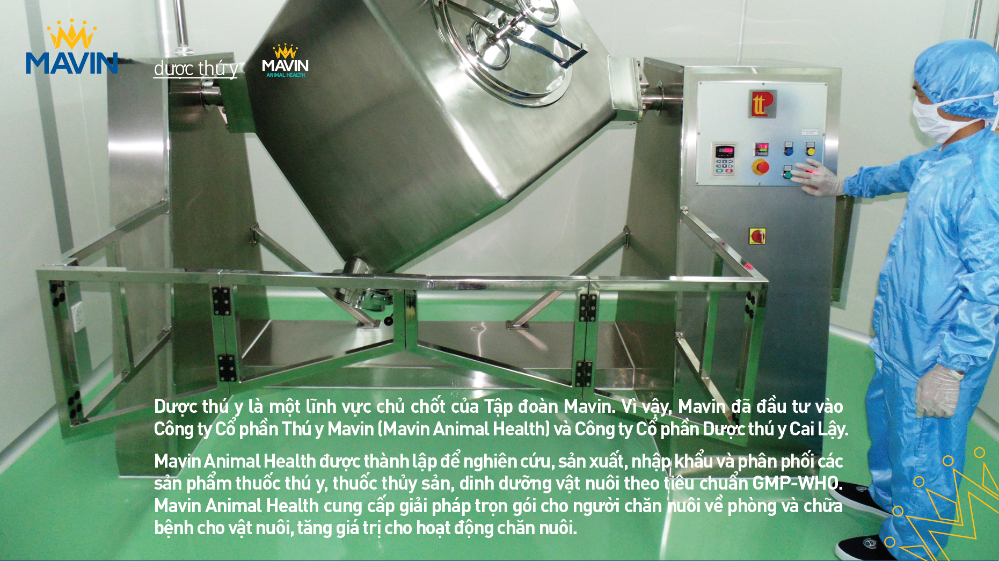 MAVIN
dược thú y
MAVIN
ANIMAL HEALTH
Dược thú y là một lĩnh vực chủ chốt của Tập đoàn Mavin. Vì vậy, Mavin đã đầu tư vào
Công ty Cổ phần Thú y Mavin (Mavin Animal Health) và Công ty Cổ phần Dược thú y Cai Lậy.
Mavin Animal Health được thành lập để nghiên cứu, sản xuất, nhập khẩu và phân phối các
sản phẩm thuốc thú y, thuốc thủy sản, dinh dưỡng vật nuôi theo tiêu chuẩn GMP-WHO.
Mavin Animal Health cung cấp giải pháp trọn gói cho người chăn nuôi về phòng và chữa
bệnh cho vật nuôi, tăng giá trị cho hoạt động chăn nuôi.